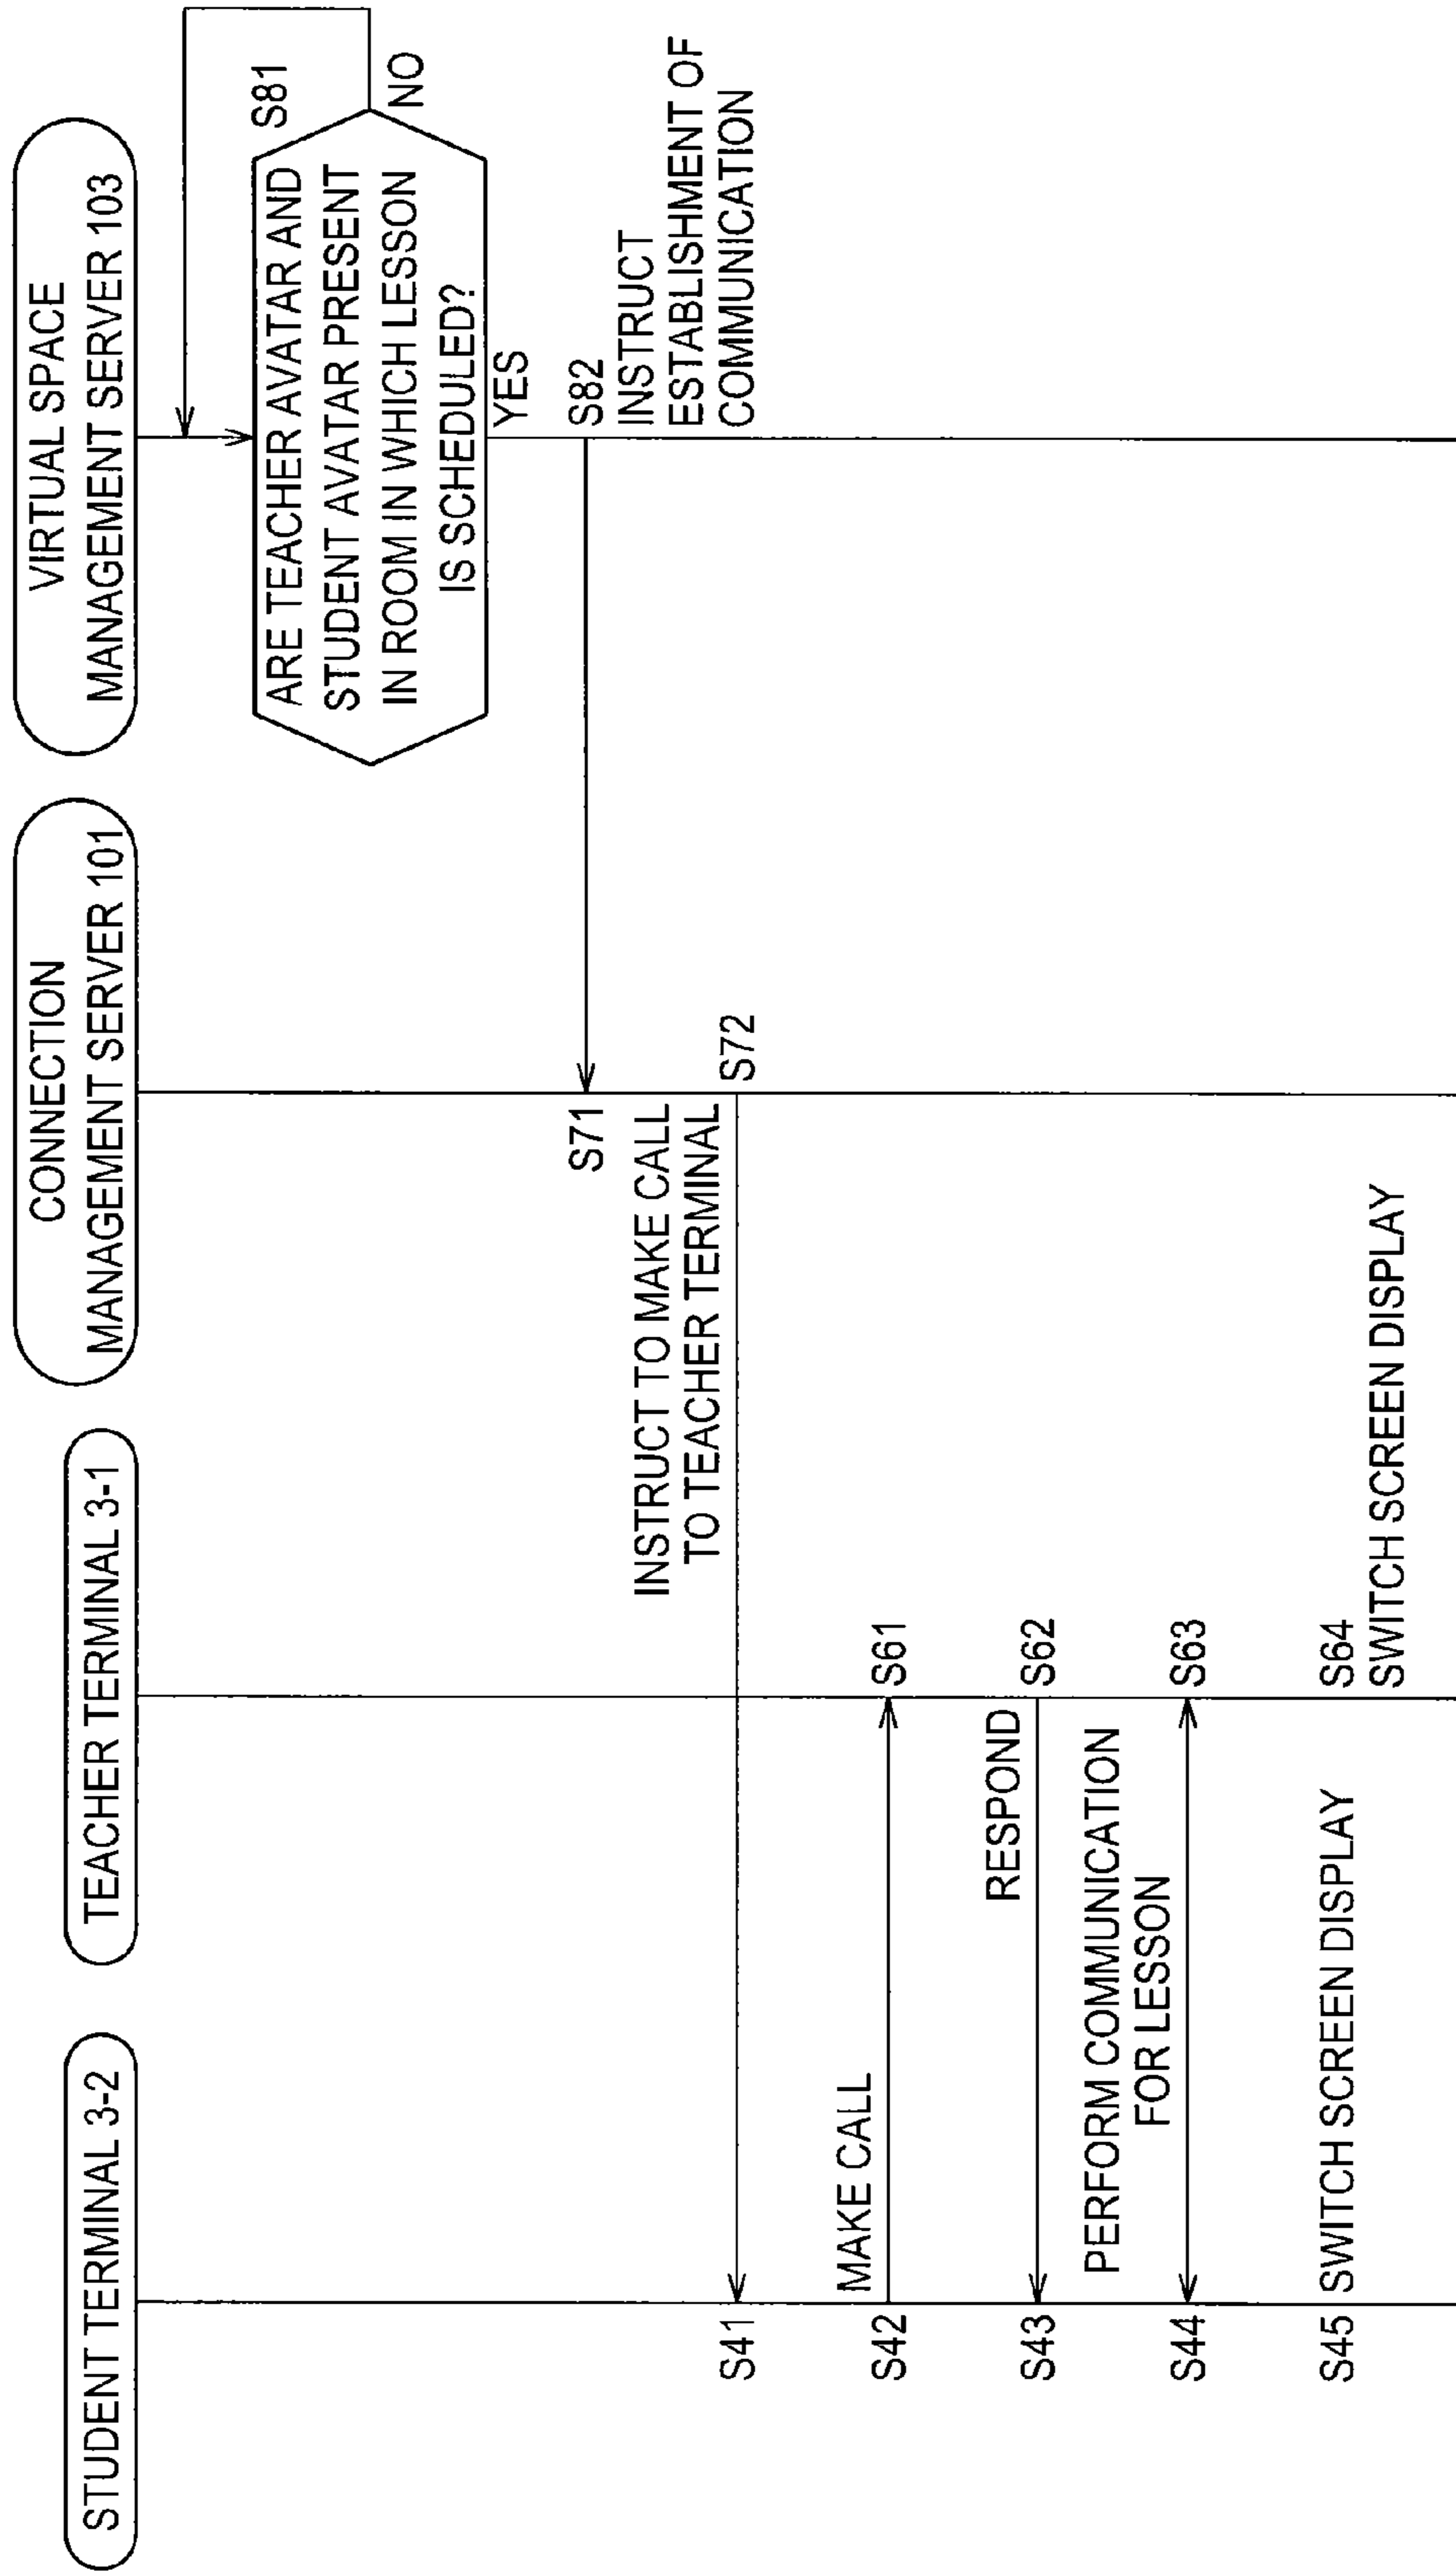 STUDENT TERMINAL 3-2
TEACHER TERMINAL 3-1
CONNECTION
MANAGEMENT SERVER 101
VIRTUAL SPACE
MANAGEMENT SERVER 103
ARE TEACHER AVATAR AND
STUDENT AVATAR PRESENT
IN ROOM IN WHICH LESSON
IS SCHEDULED?
S81
NO
YES
S71
S82
INSTRUCT
ESTABLISHMENT OF
COMMUNICATION
INSTRUCT TO MAKE CALL
TO TEACHER TERMINAL
S41
S72
MAKE CALL
S42
S61
RESPOND
S43
S62
PERFORM COMMUNICATION
FOR LESSON
S44
S63
S45
SWITCH SCREEN DISPLAY
S64
SWITCH SCREEN DISPLAY